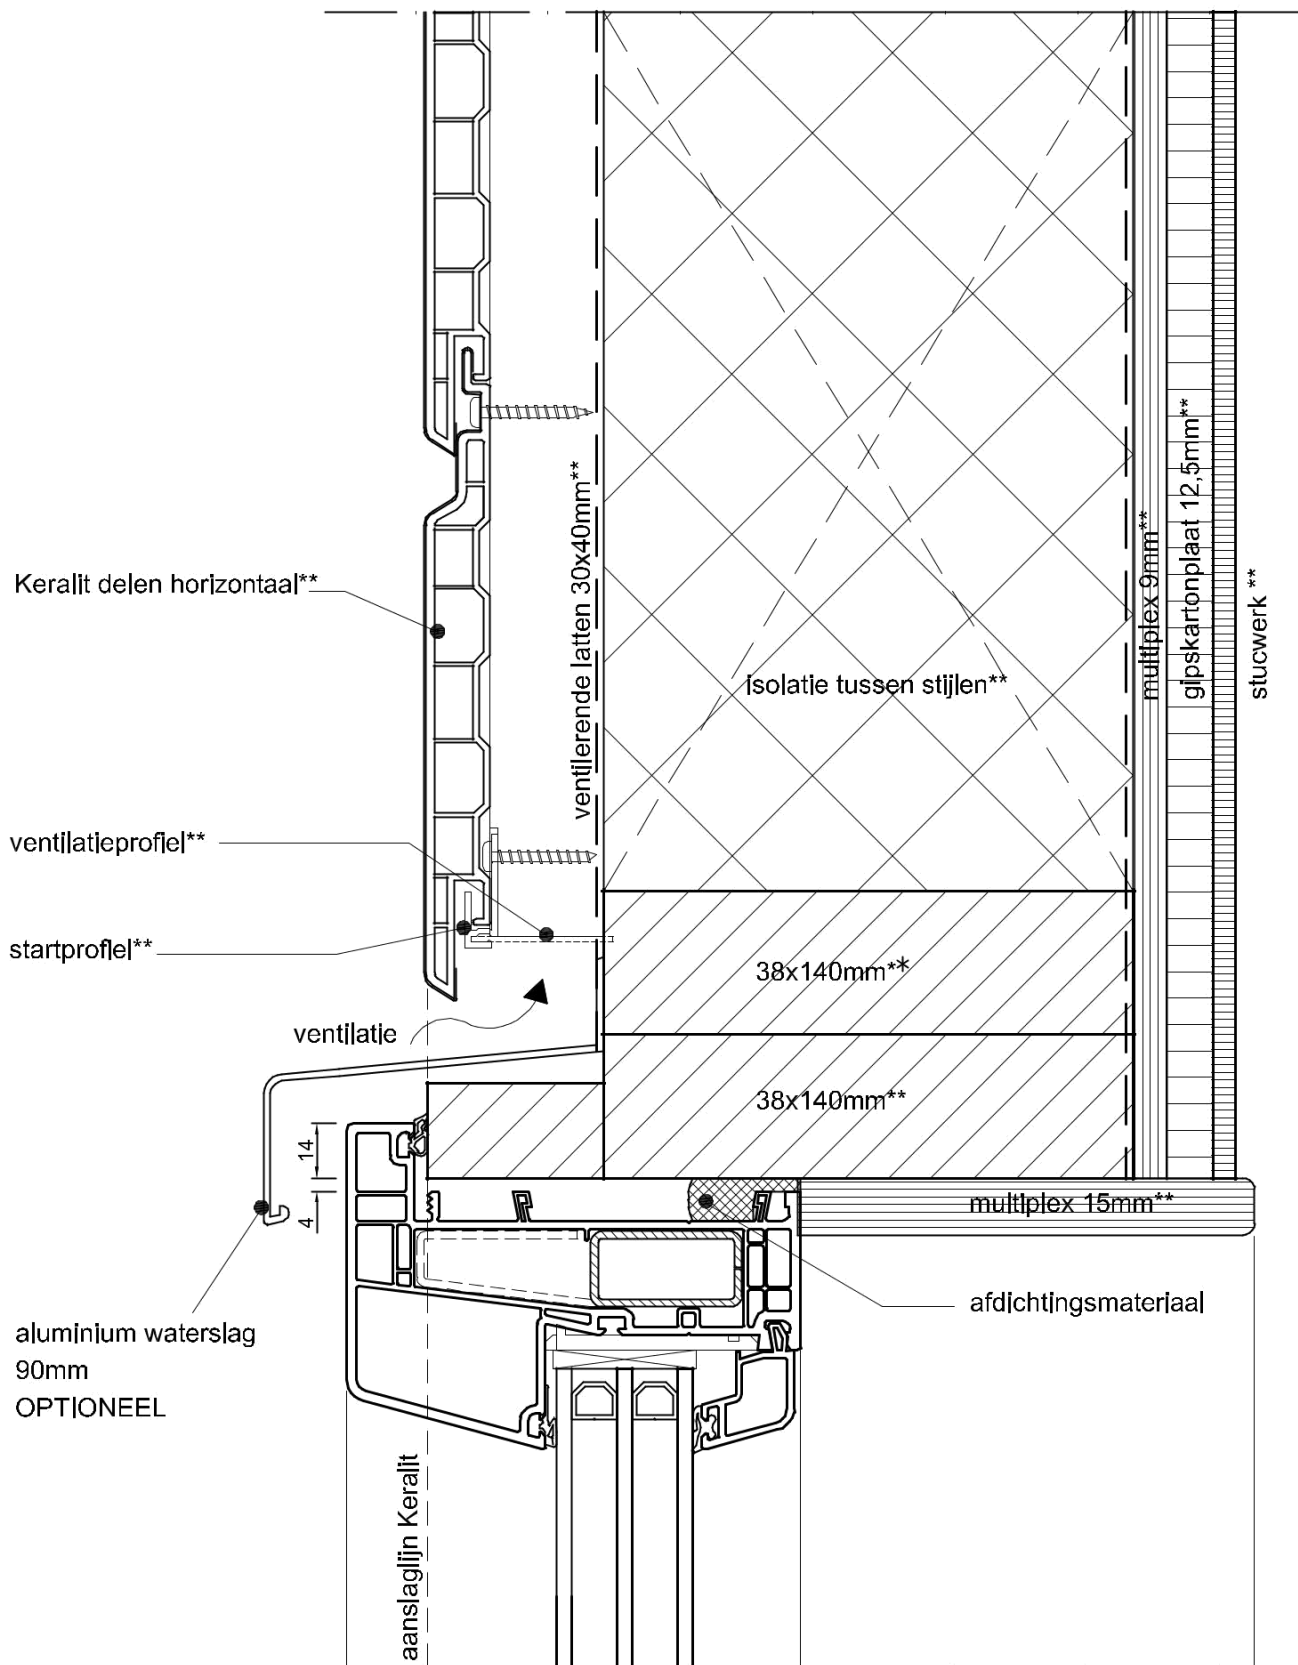 Keralit delen horizontaal**
ventilatieprofiel**
startprofiel**
ventilatie
ventilerende latten 30x40mm**
isolatie tussen stijlen**
multiplex 9mm**
gipskartonplaat 12,5mm**
stucwerk **
38x140mm**
38x140mm**
14
4
multiplex 15mm**
afdichtingsmateriaal
aluminium waterslag
90mm
OPTIONEEL
aanslaglijn Keralit